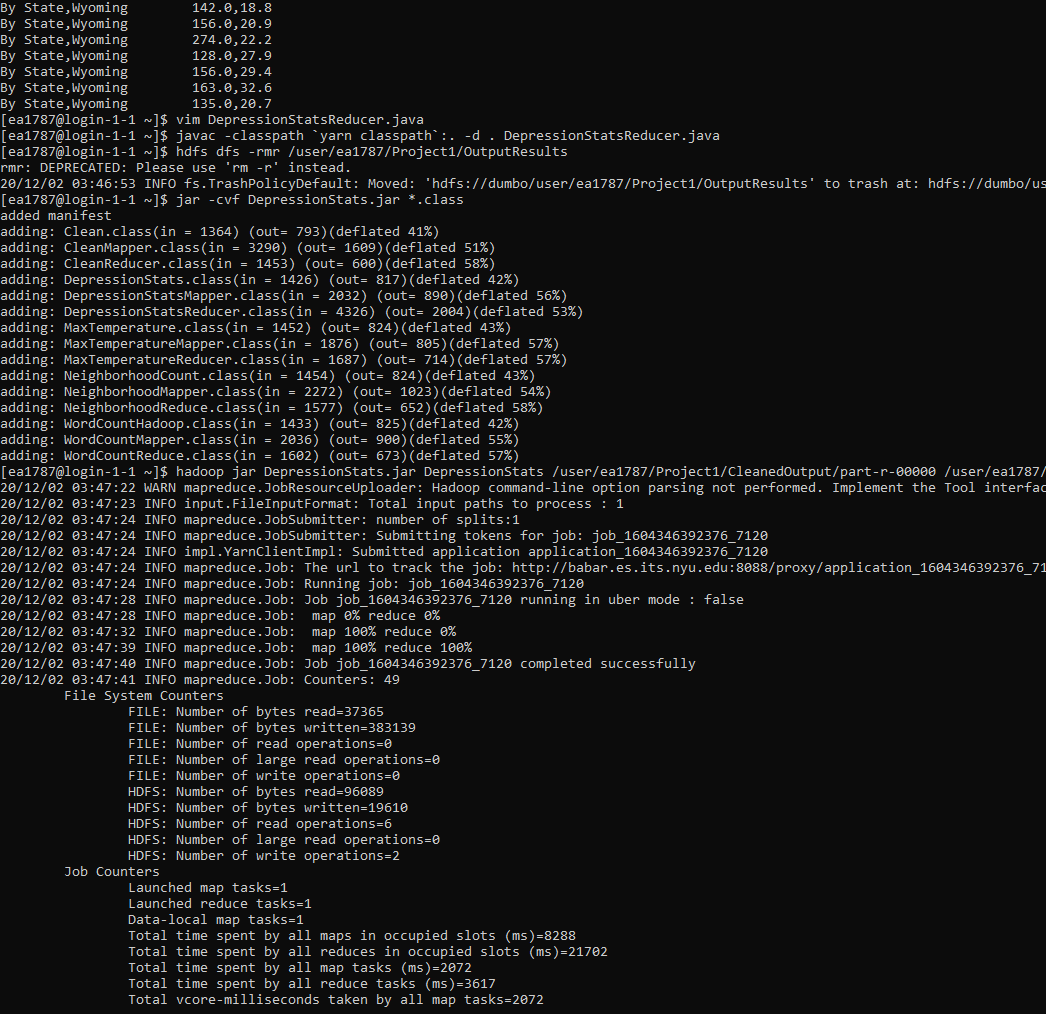 By State,Wyoming        142.0,18.8
By State,Wyoming        156.0,20.9
By State,Wyoming        274.0,22.2
By State,Wyoming        128.0,27.9
By State,Wyoming        156.0,29.4
By State,Wyoming        163.0,32.6
By State,Wyoming        135.0,20.7
[ea1787@login-1-1 ~]$ vim DepressionStatsReducer.java
[ea1787@login-1-1 ~]$ javac -classpath `yarn classpath`:. -d . DepressionStatsReducer.java
[ea1787@login-1-1 ~]$ hdfs dfs -rmr /user/ea1787/Project1/OutputResults
rmr: DEPRECATED: Please use 'rm -r' instead.
20/12/02 03:46:53 INFO fs.TrashPolicyDefault: Moved: 'hdfs://dumbo/user/ea1787/Project1/OutputResults' to trash at: hdfs://dumbo/us
[ea1787@login-1-1 ~]$ jar -cvf DepressionStats.jar *.class
added manifest
adding: Clean.class(in = 1364) (out= 793)(deflated 41%)
adding: CleanMapper.class(in = 3290) (out= 1609)(deflated 51%)
adding: CleanReducer.class(in = 1453) (out= 600)(deflated 58%)
adding: DepressionStats.class(in = 1426) (out= 817)(deflated 42%)
adding: DepressionStatsMapper.class(in = 2032) (out= 890)(deflated 56%)
adding: DepressionStatsReducer.class(in = 4326) (out= 2004)(deflated 53%)
adding: MaxTemperature.class(in = 1452) (out= 824)(deflated 43%)
adding: MaxTemperatureMapper.class(in = 1876) (out= 805)(deflated 57%)
adding: MaxTemperatureReducer.class(in = 1687) (out= 714)(deflated 57%)
adding: NeighborhoodCount.class(in = 1454) (out= 824)(deflated 43%)
adding: NeighborhoodMapper.class(in = 2272) (out= 1023)(deflated 54%)
adding: NeighborhoodReduce.class(in = 1577) (out= 652)(deflated 58%)
adding: WordCountHadoop.class(in = 1433) (out= 825)(deflated 42%)
adding: WordCountMapper.class(in = 2036) (out= 900)(deflated 55%)
adding: WordCountReduce.class(in = 1602) (out= 673)(deflated 57%)
[ea1787@login-1-1 ~]$ hadoop jar DepressionStats.jar DepressionStats /user/ea1787/Project1/CleanedOutput/part-r-00000 /user/ea1787/
20/12/02 03:47:22 WARN mapreduce.JobResourceUploader: Hadoop command-line option parsing not performed. Implement the Tool interfac
20/12/02 03:47:23 INFO input.FileInputFormat: Total input paths to process : 1
20/12/02 03:47:24 INFO mapreduce.JobSubmitter: number of splits:1
20/12/02 03:47:24 INFO mapreduce.JobSubmitter: Submitting tokens for job: job_1604346392376_7120
20/12/02 03:47:24 INFO impl.YarnClientImpl: Submitted application application_1604346392376_7120
20/12/02 03:47:24 INFO mapreduce.Job: The url to track the job: http://babar.es.its.nyu.edu:8088/proxy/application_1604346392376_71
20/12/02 03:47:24 INFO mapreduce.Job: Running job: job_1604346392376_7120
20/12/02 03:47:28 INFO mapreduce.Job: Job job_1604346392376_7120 running in uber mode : false
20/12/02 03:47:28 INFO mapreduce.Job:  map 0% reduce 0%
20/12/02 03:47:32 INFO mapreduce.Job:  map 100% reduce 0%
20/12/02 03:47:39 INFO mapreduce.Job:  map 100% reduce 100%
20/12/02 03:47:40 INFO mapreduce.Job: Job job_1604346392376_7120 completed successfully
20/12/02 03:47:41 INFO mapreduce.Job: Counters: 49
        File System Counters
                FILE: Number of bytes read=37365
                FILE: Number of bytes written=383139
                FILE: Number of read operations=0
                FILE: Number of large read operations=0
                FILE: Number of write operations=0
                HDFS: Number of bytes read=96089
                HDFS: Number of bytes written=19610
                HDFS: Number of read operations=6
                HDFS: Number of large read operations=0
                HDFS: Number of write operations=2
        Job Counters
                Launched map tasks=1
                Launched reduce tasks=1
                Data-local map tasks=1
                Total time spent by all maps in occupied slots (ms)=8288
                Total time spent by all reduces in occupied slots (ms)=21702
                Total time spent by all map tasks (ms)=2072
                Total time spent by all reduce tasks (ms)=3617
                Total vcore-milliseconds taken by all map tasks=2072